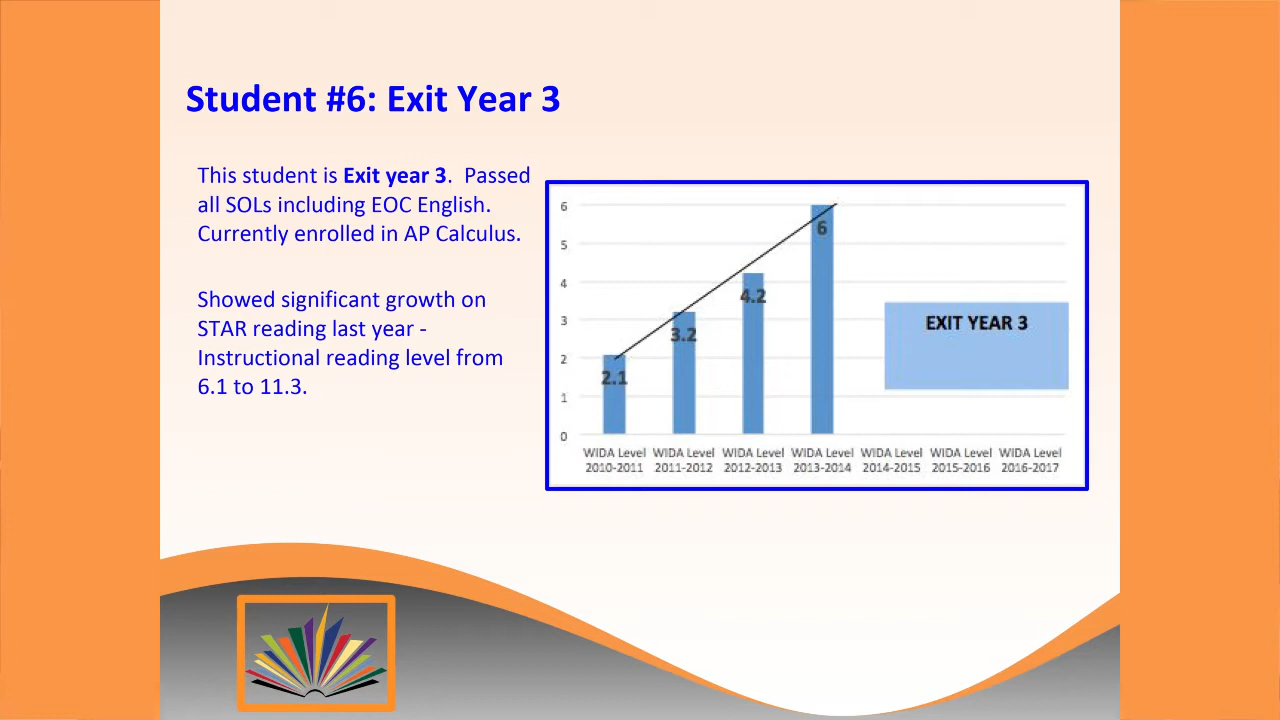 Student #6: Exit Year 3
This student is Exit year 3.  Passed
all SOLs including EOC English.
Currently enrolled in AP Calculus.
Showed significant growth on
STAR reading last year -
Instructional reading level from
6.1 to 11.3.
6
5
4
3
2
1
0
2.1
3.2
4.2
6
EXIT YEAR 3
WIDA Level WIDA Level WIDA Level WIDA Level WIDA Level WIDA Level WIDA Level
2010-2011 2011-2012 2012-2013 2013-2014 2014-2015 2015-2016 2016-2017